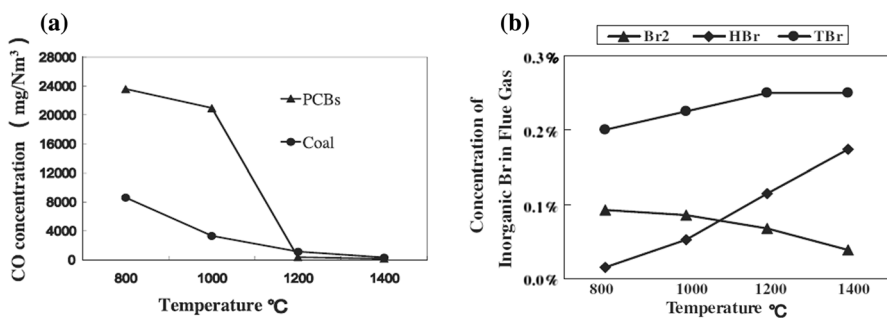 (a)
CO concentration ( mg/Nm³ )
28000
24000
20000
16000
12000
8000
4000
0
PCBs
Coal
800 1000 1200 1400
Temperature ℃
(b)
Br2 HBr TBr
Concentration of
Inorganic Br in Flue Gas
0.3%
0.2%
0.1%
0.0%
800 1000 1200 1400
Temperature ℃